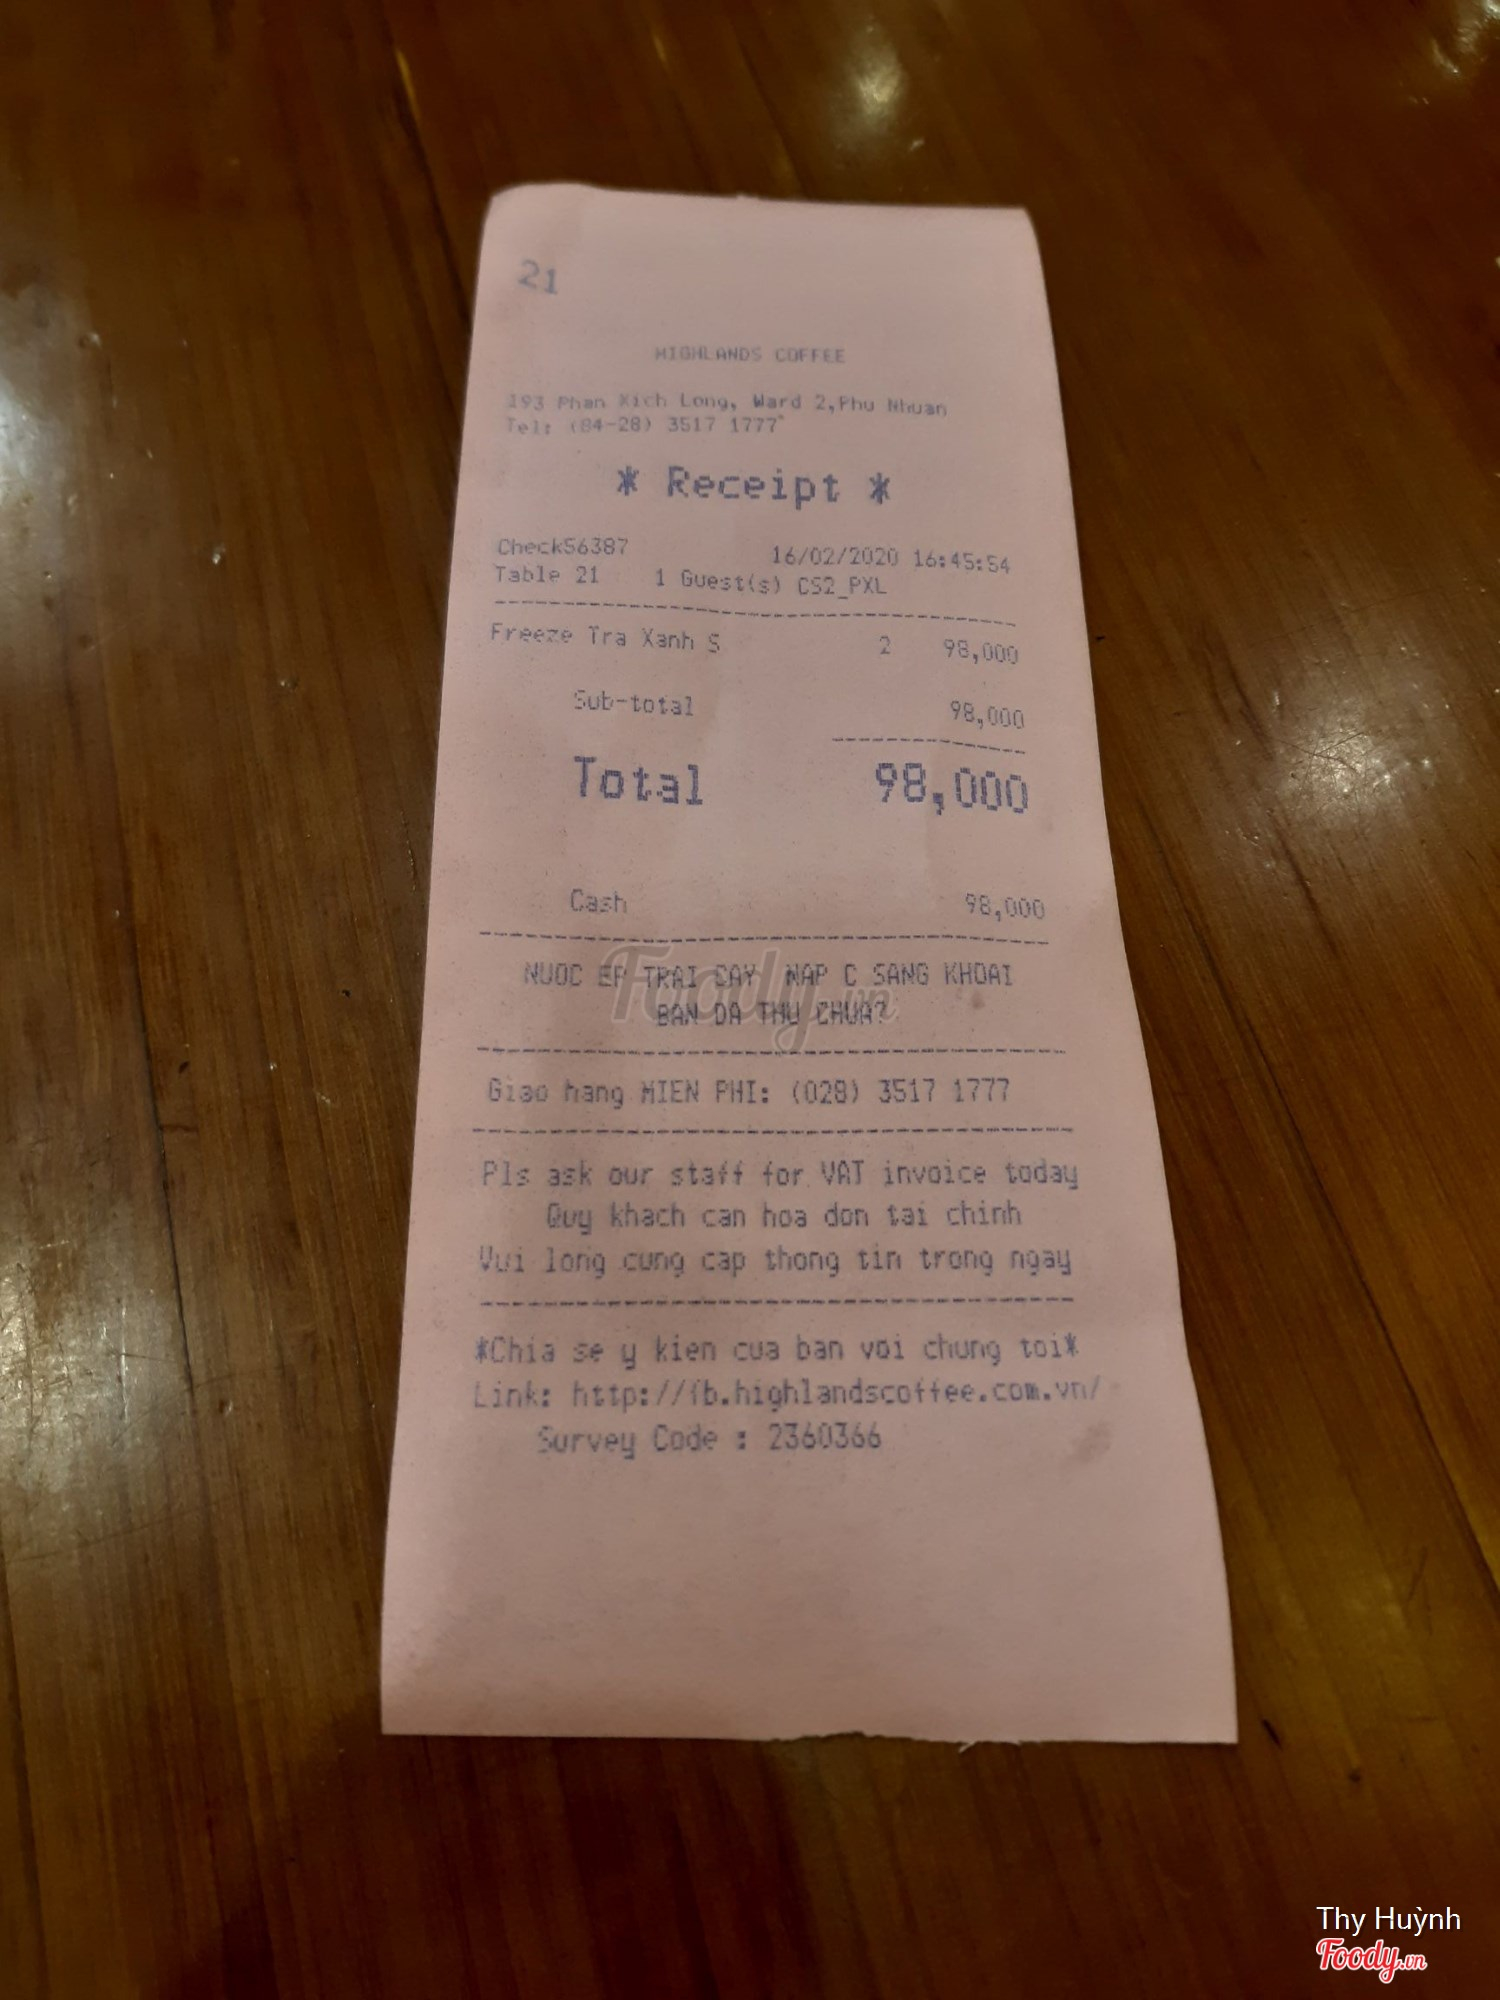 21
HIGHLANDS COFFEE
193 Phan Xich Long, Ward 2,Phu Nhuan
Tel: (84-28) 3517 1777
* Receipt *
Check56387 16/02/2020 16:45:54
Table 21 1 Guest(s) CS2_PXL
Freeze Tra Xanh S 2 98,000
Sub-total 98,000
Total 98,000
Cash 98,000
NUOC EP TRAI CAY NAP C SANG KHOAI
BAN DA THU CHUA?
Foody.vn
Giao hang MIEN PHI: (028) 3517 1777
Pls ask our staff for VAT invoice today
Quy khach can hoa don tai chinh
Vui long cung cap thong tin trong ngay
*Chia se y kien cua ban voi chung toi*
Link: http://fb.highlandscoffee.com.vn/
Survey Code : 2360366
Thy Huỳnh
Foody.vn